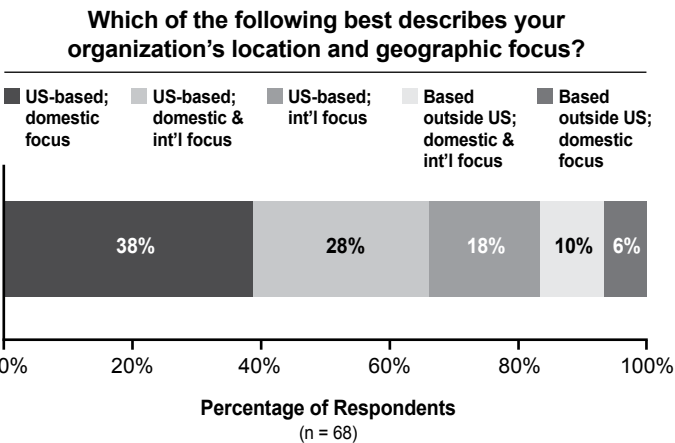 Which of the following best describes your
organization's location and geographic focus?
US-based;
domestic
focus
US-based;
domestic &
int'l focus
US-based;
int'l focus
Based
outside US;
domestic &
int'l focus
Based
outside US;
domestic
focus
38%
28%
18%
10%
6%
0%
20%
40%
60%
80%
100%
Percentage of Respondents
(n = 68)